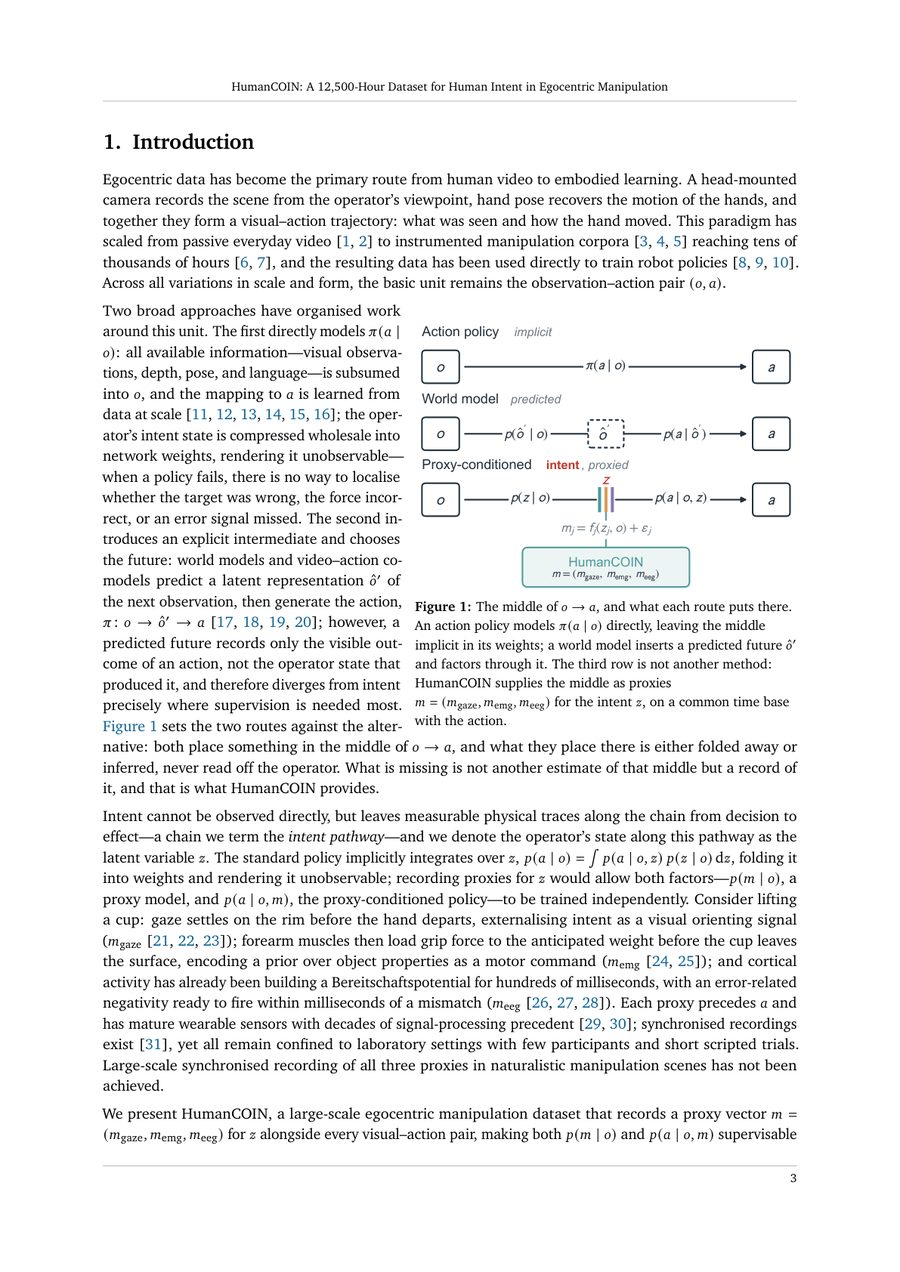 HumanCOIN: A 12,500-Hour Dataset for Human Intent in Egocentric Manipulation
1. Introduction
Egocentric data has become the primary route from human video to embodied learning. A head-mounted
camera records the scene from the operator’s viewpoint, hand pose recovers the motion of the hands, and
together they form a visual–action trajectory: what was seen and how the hand moved. This paradigm has
scaled from passive everyday video [1, 2] to instrumented manipulation corpora [3, 4, 5] reaching tens of
thousands of hours [6, 7], and the resulting data has been used directly to train robot policies [8, 9, 10].
Across all variations in scale and form, the basic unit remains the observation–action pair (o, a).
Two broad approaches have organised work
around this unit. The first directly models π(a |
o): all available information—visual observa-
tions, depth, pose, and language—is subsumed
into o, and the mapping to a is learned from
data at scale [11, 12, 13, 14, 15, 16]; the oper-
ator’s intent state is compressed wholesale into
network weights, rendering it unobservable—
when a policy fails, there is no way to localise
whether the target was wrong, the force incor-
rect, or an error signal missed. The second in-
troduces an explicit intermediate and chooses
the future: world models and video–action co-
models predict a latent representation ô′ of
the next observation, then generate the action,
π: o → ô′ → a [17, 18, 19, 20]; however, a
predicted future records only the visible out-
come of an action, not the operator state that
produced it, and therefore diverges from intent
precisely where supervision is needed most.
Figure 1 sets the two routes against the alter-
Action policy implicit
o π(a | o) a
World model predicted
o p(ô′ | o) ô′ p(a | ô′) a
Proxy-conditioned intent, proxied
z
o p(z | o) p(a | o, z) a
mⱼ = fⱼ(zⱼ, o) + εⱼ
HumanCOIN
m = (m_gaze, m_emg, m_eeg)
Figure 1: The middle of o → a, and what each route puts there.
An action policy models π(a | o) directly, leaving the middle
implicit in its weights; a world model inserts a predicted future ô′
and factors through it. The third row is not another method:
HumanCOIN supplies the middle as proxies
m = (m_gaze, m_emg, m_eeg) for the intent z, on a common time base
with the action.
native: both place something in the middle of o → a, and what they place there is either folded away or
inferred, never read off the operator. What is missing is not another estimate of that middle but a record of
it, and that is what HumanCOIN provides.
Intent cannot be observed directly, but leaves measurable physical traces along the chain from decision to
effect—a chain we term the intent pathway—and we denote the operator’s state along this pathway as the
latent variable z. The standard policy implicitly integrates over z, p(a | o) = ∫ p(a | o, z) p(z | o) dz, folding it
into weights and rendering it unobservable; recording proxies for z would allow both factors—p(m | o), a
proxy model, and p(a | o, m), the proxy-conditioned policy—to be trained independently. Consider lifting
a cup: gaze settles on the rim before the hand departs, externalising intent as a visual orienting signal
(m_gaze [21, 22, 23]); forearm muscles then load grip force to the anticipated weight before the cup leaves
the surface, encoding a prior over object properties as a motor command (m_emg [24, 25]); and cortical
activity has already been building a Bereitschaftspotential for hundreds of milliseconds, with an error-related
negativity ready to fire within milliseconds of a mismatch (m_eeg [26, 27, 28]). Each proxy precedes a and
has mature wearable sensors with decades of signal-processing precedent [29, 30]; synchronised recordings
exist [31], yet all remain confined to laboratory settings with few participants and short scripted trials.
Large-scale synchronised recording of all three proxies in naturalistic manipulation scenes has not been
achieved.
We present HumanCOIN, a large-scale egocentric manipulation dataset that records a proxy vector m =
(m_gaze, m_emg, m_eeg) for z alongside every visual–action pair, making both p(m | o) and p(a | o, m) supervisable
3